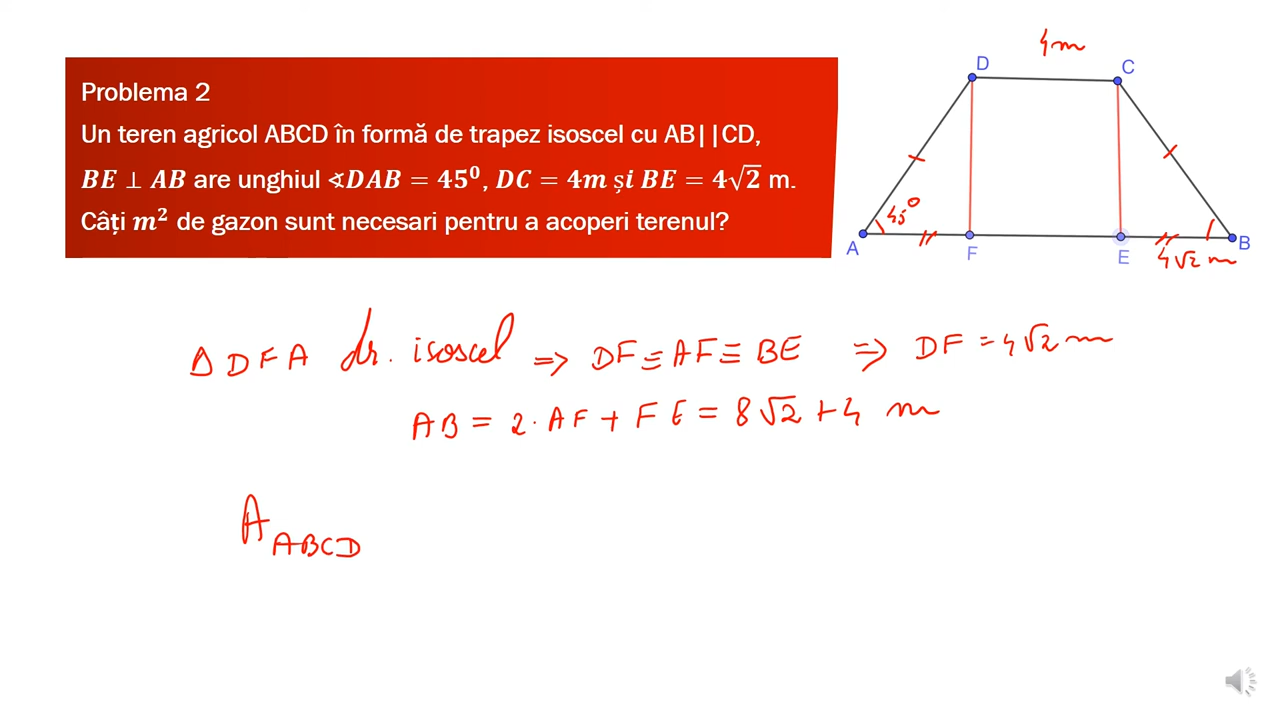 Problema 2
Un teren agricol ABCD în formă de trapez isoscel cu AB||CD,
BE ⊥ AB are unghiul ∢DAB = 45⁰, DC = 4m și BE = 4√2 m.
Câți m² de gazon sunt necesari pentru a acoperi terenul?
4m
D
C
45⁰
A
F
E
4√2 m
B
Δ DFA dr. isoscel => DF ≡ AF ≡ BE => DF = 4√2 m
AB = 2·AF + FE = 8√2 + 4 m
A ABCD